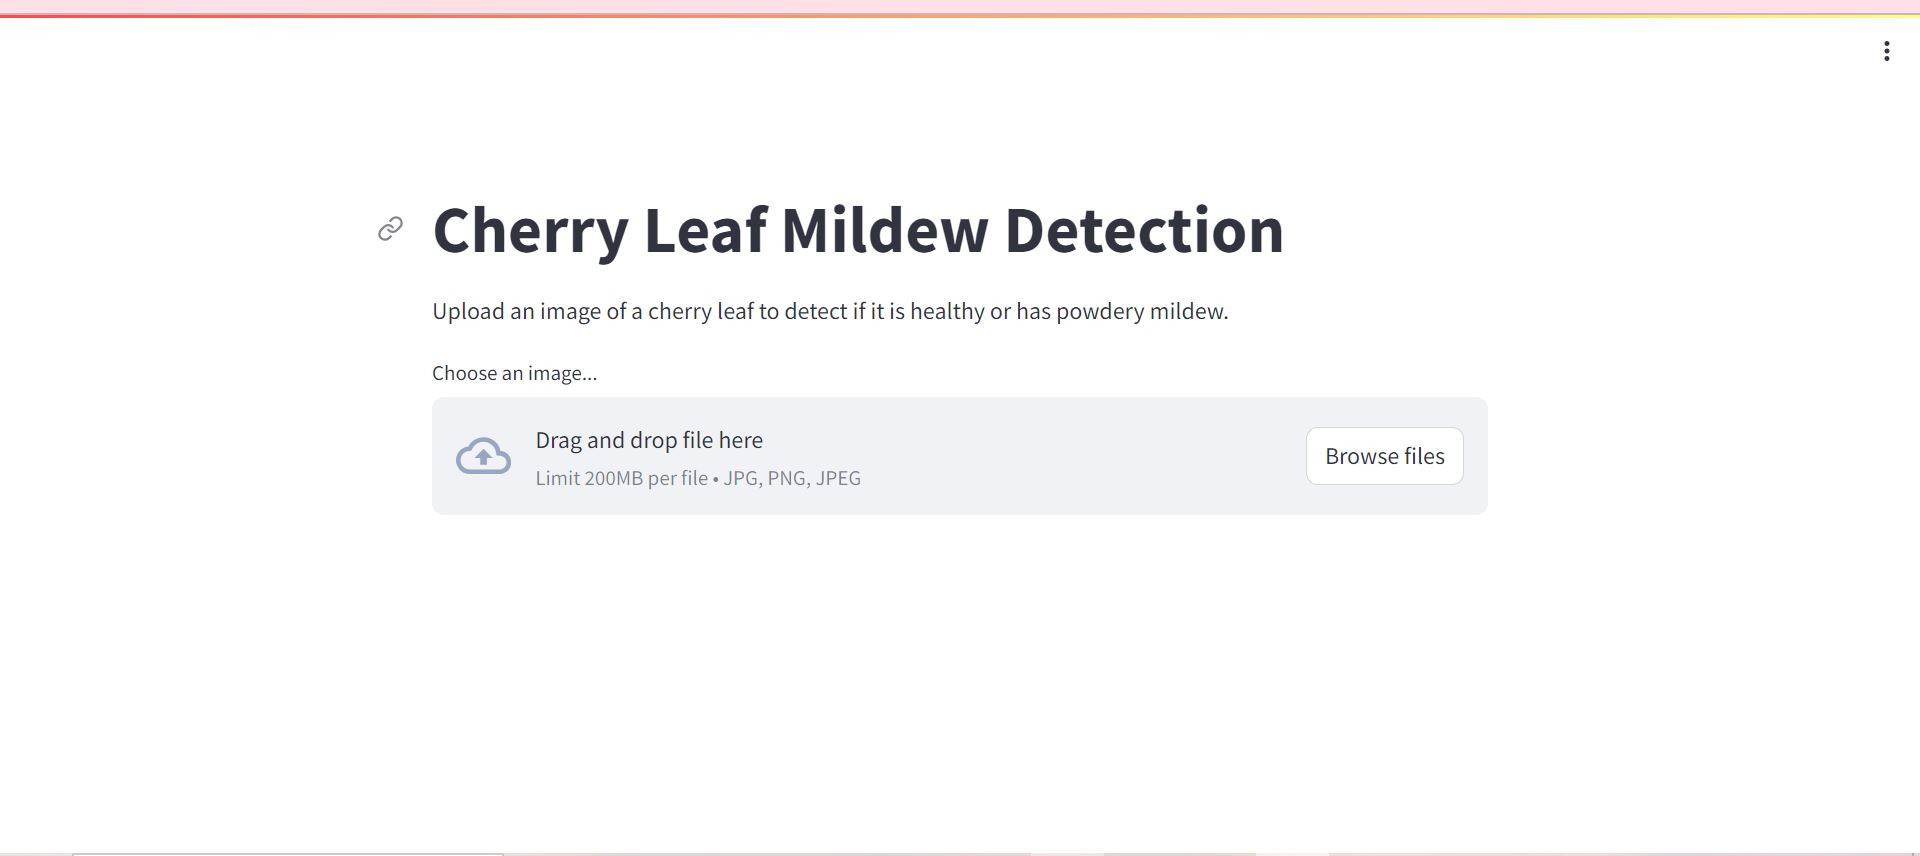 Cherry Leaf Mildew Detection
Upload an image of a cherry leaf to detect if it is healthy or has powdery mildew.
Choose an image...
Drag and drop file here
Limit 200MB per file • JPG, PNG, JPEG
Browse files